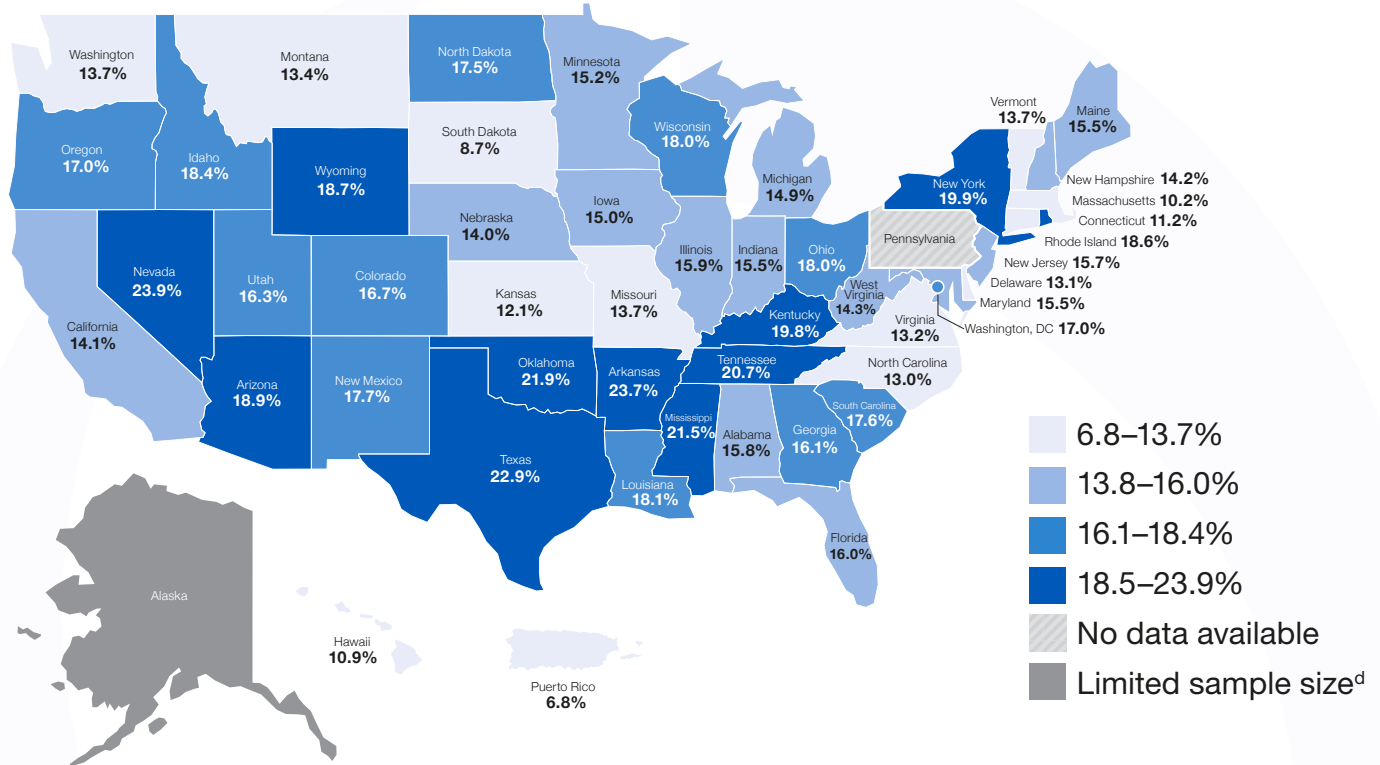 Washington
13.7%
Montana
13.4%
North Dakota
17.5%
Minnesota
15.2%
Vermont
13.7%
Maine
15.5%
Oregon
17.0%
Idaho
18.4%
Wyoming
18.7%
South Dakota
8.7%
Wisconsin
18.0%
Michigan
14.9%
New York
19.9%
New Hampshire 14.2%
Massachusetts 10.2%
Connecticut 11.2%
Rhode Island 18.6%
New Jersey 15.7%
Delaware 13.1%
Maryland 15.5%
Washington, DC 17.0%
Nebraska
14.0%
Iowa
15.0%
Illinois
15.9%
Indiana
15.5%
Ohio
18.0%
Pennsylvania
Nevada
23.9%
Utah
16.3%
Colorado
16.7%
Kansas
12.1%
Missouri
13.7%
West
Virginia
14.3%
Kentucky
19.8%
Virginia
13.2%
California
14.1%
Arizona
18.9%
New Mexico
17.7%
Oklahoma
21.9%
Arkansas
23.7%
Tennessee
20.7%
North Carolina
13.0%
Mississippi
21.5%
Alabama
15.8%
Georgia
16.1%
South Carolina
17.6%
Texas
22.9%
Louisiana
18.1%
Florida
16.0%
Alaska
Hawaii
10.9%
Puerto Rico
6.8%
6.8–13.7%
13.8–16.0%
16.1–18.4%
18.5–23.9%
No data available
Limited sample sizeᵈ